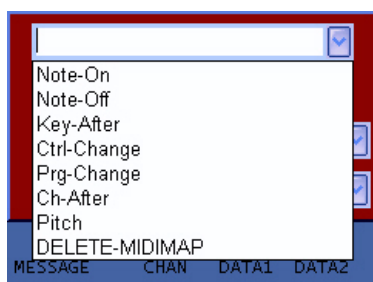 Note-On
Note-Off
Key-After
Ctrl-Change
Prg-Change
Ch-After
Pitch
DELETE-MIDIMAP
MESSAGE CHAN DATA1 DATA2